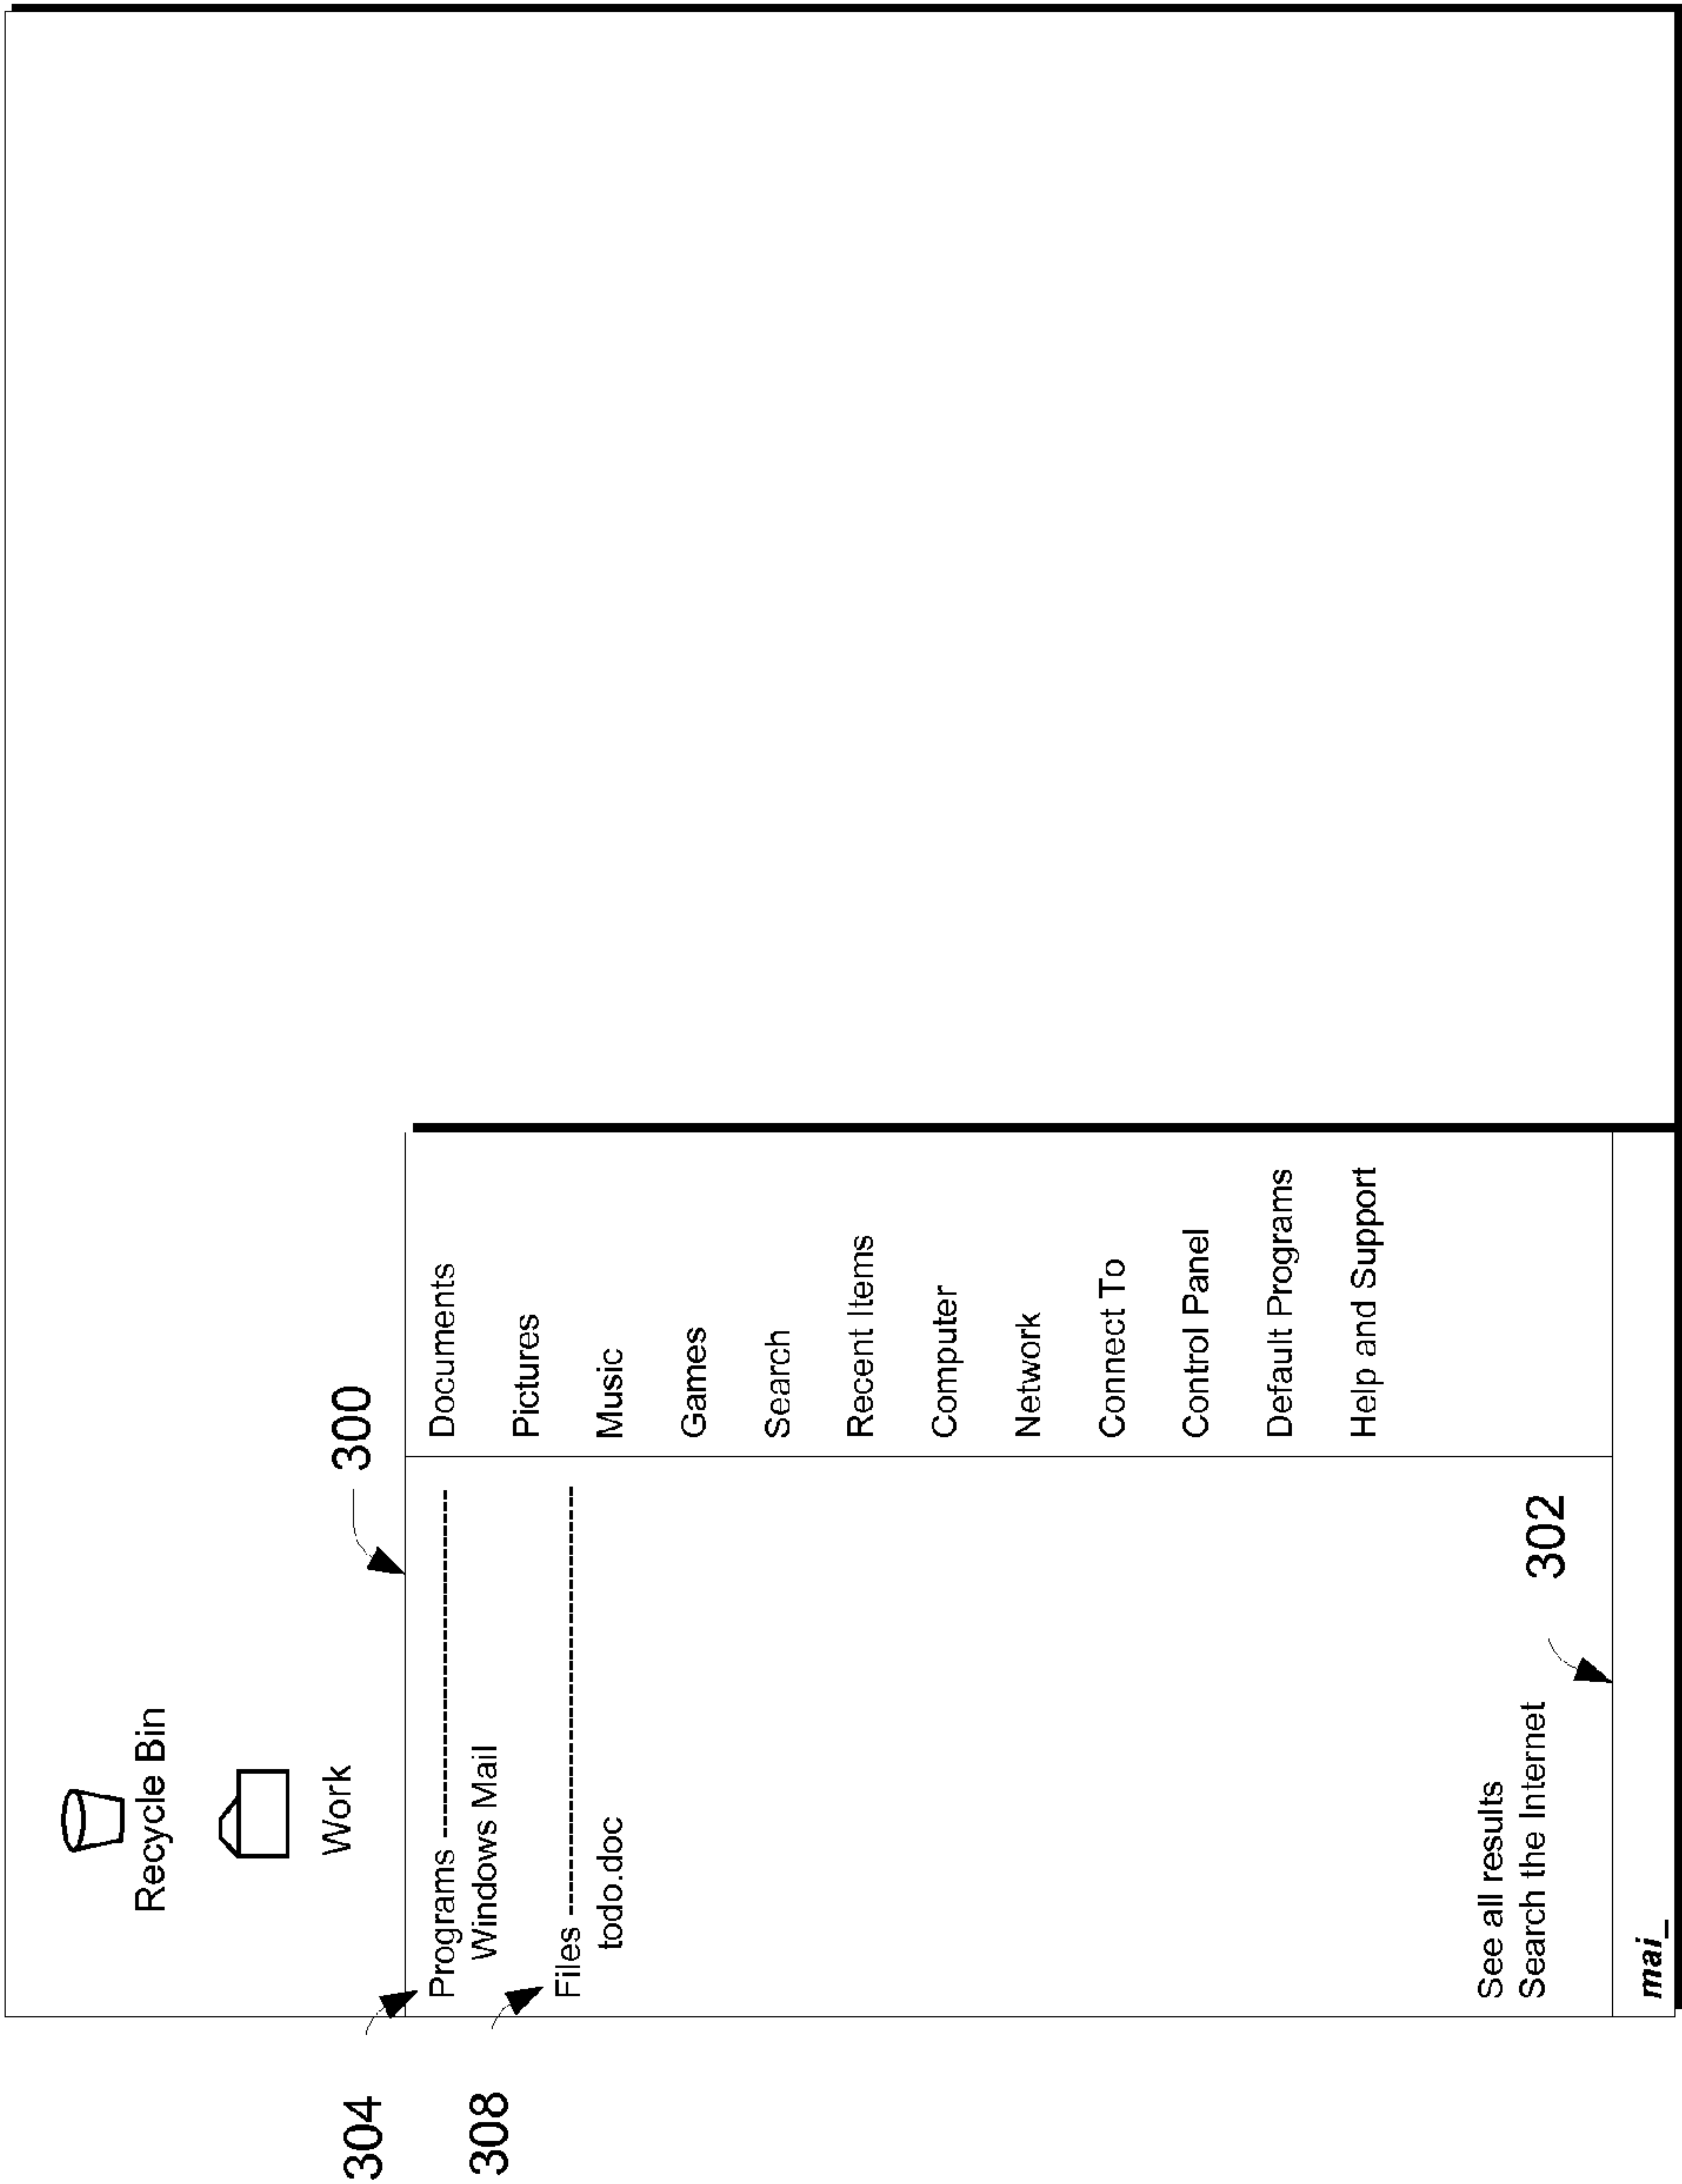 Recycle Bin
Work
300
304
Programs --------------------------------
Windows Mail
308
Files ----------------------------------------
todo.doc
Documents
Pictures
Music
Games
Search
Recent Items
Computer
Network
Connect To
Control Panel
Default Programs
Help and Support
See all results
Search the Internet
302
mai_